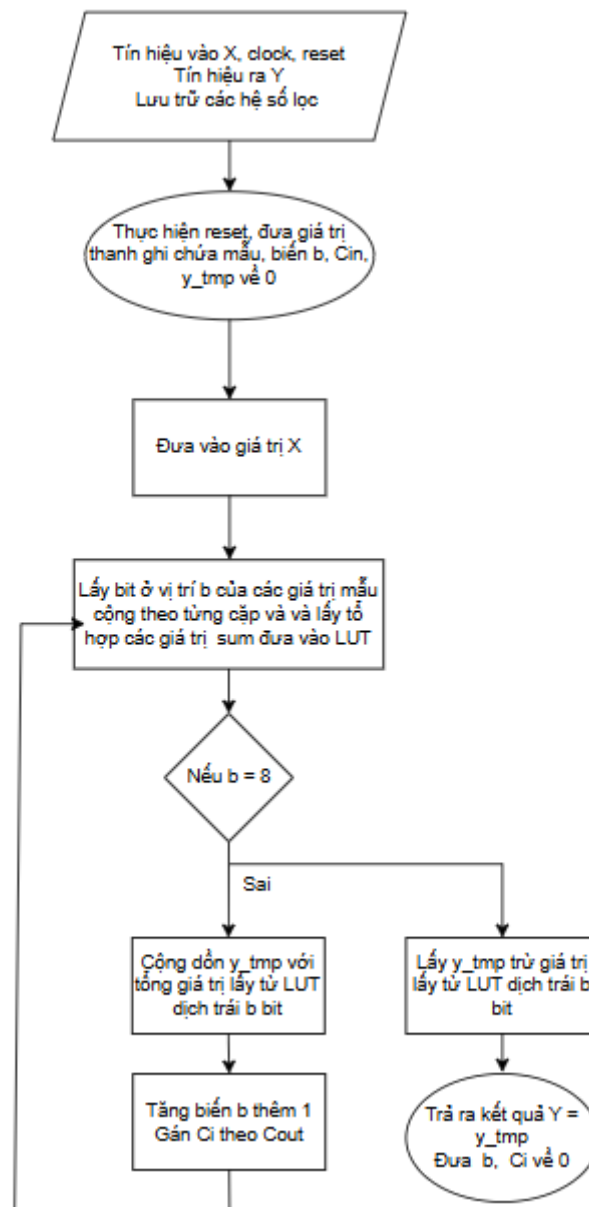 Tín hiệu vào X, clock, reset
Tín hiệu ra Y
Lưu trữ các hệ số lọc
Thực hiện reset, đưa giá trị
thanh ghi chứa mẫu, biến b, Cin,
y_tmp về 0
Đưa vào giá trị X
Lấy bit ở vị trí b của các giá trị mẫu
cộng theo từng cặp và và lấy tổ
hợp các giá trị sum đưa vào LUT
Nếu b = 8
Sai
Cộng dồn y_tmp với
tổng giá trị lấy từ LUT
dịch trái b bit
Lấy y_tmp trừ giá trị
lấy từ LUT dịch trái b
bit
Tăng biến b thêm 1
Gán Ci theo Cout
Trả ra kết quả Y =
y_tmp
Đưa b, Ci về 0